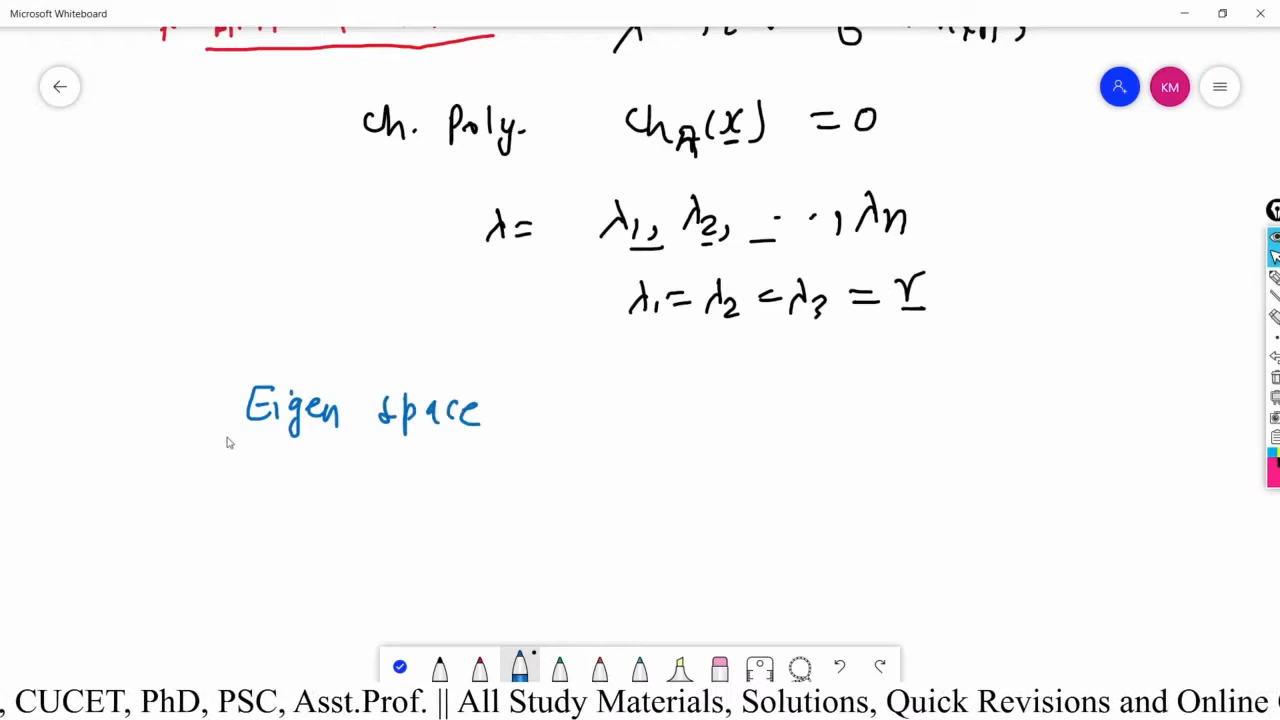 Microsoft Whiteboard
KM
ch. Poly. ch_A(x) = 0
λ = λ1, λ2, - - ·, λn
λ1 = λ2 = λ3 = r
Eigen space
, CUCET, PhD, PSC, Asst.Prof. || All Study Materials, Solutions, Quick Revisions and Online